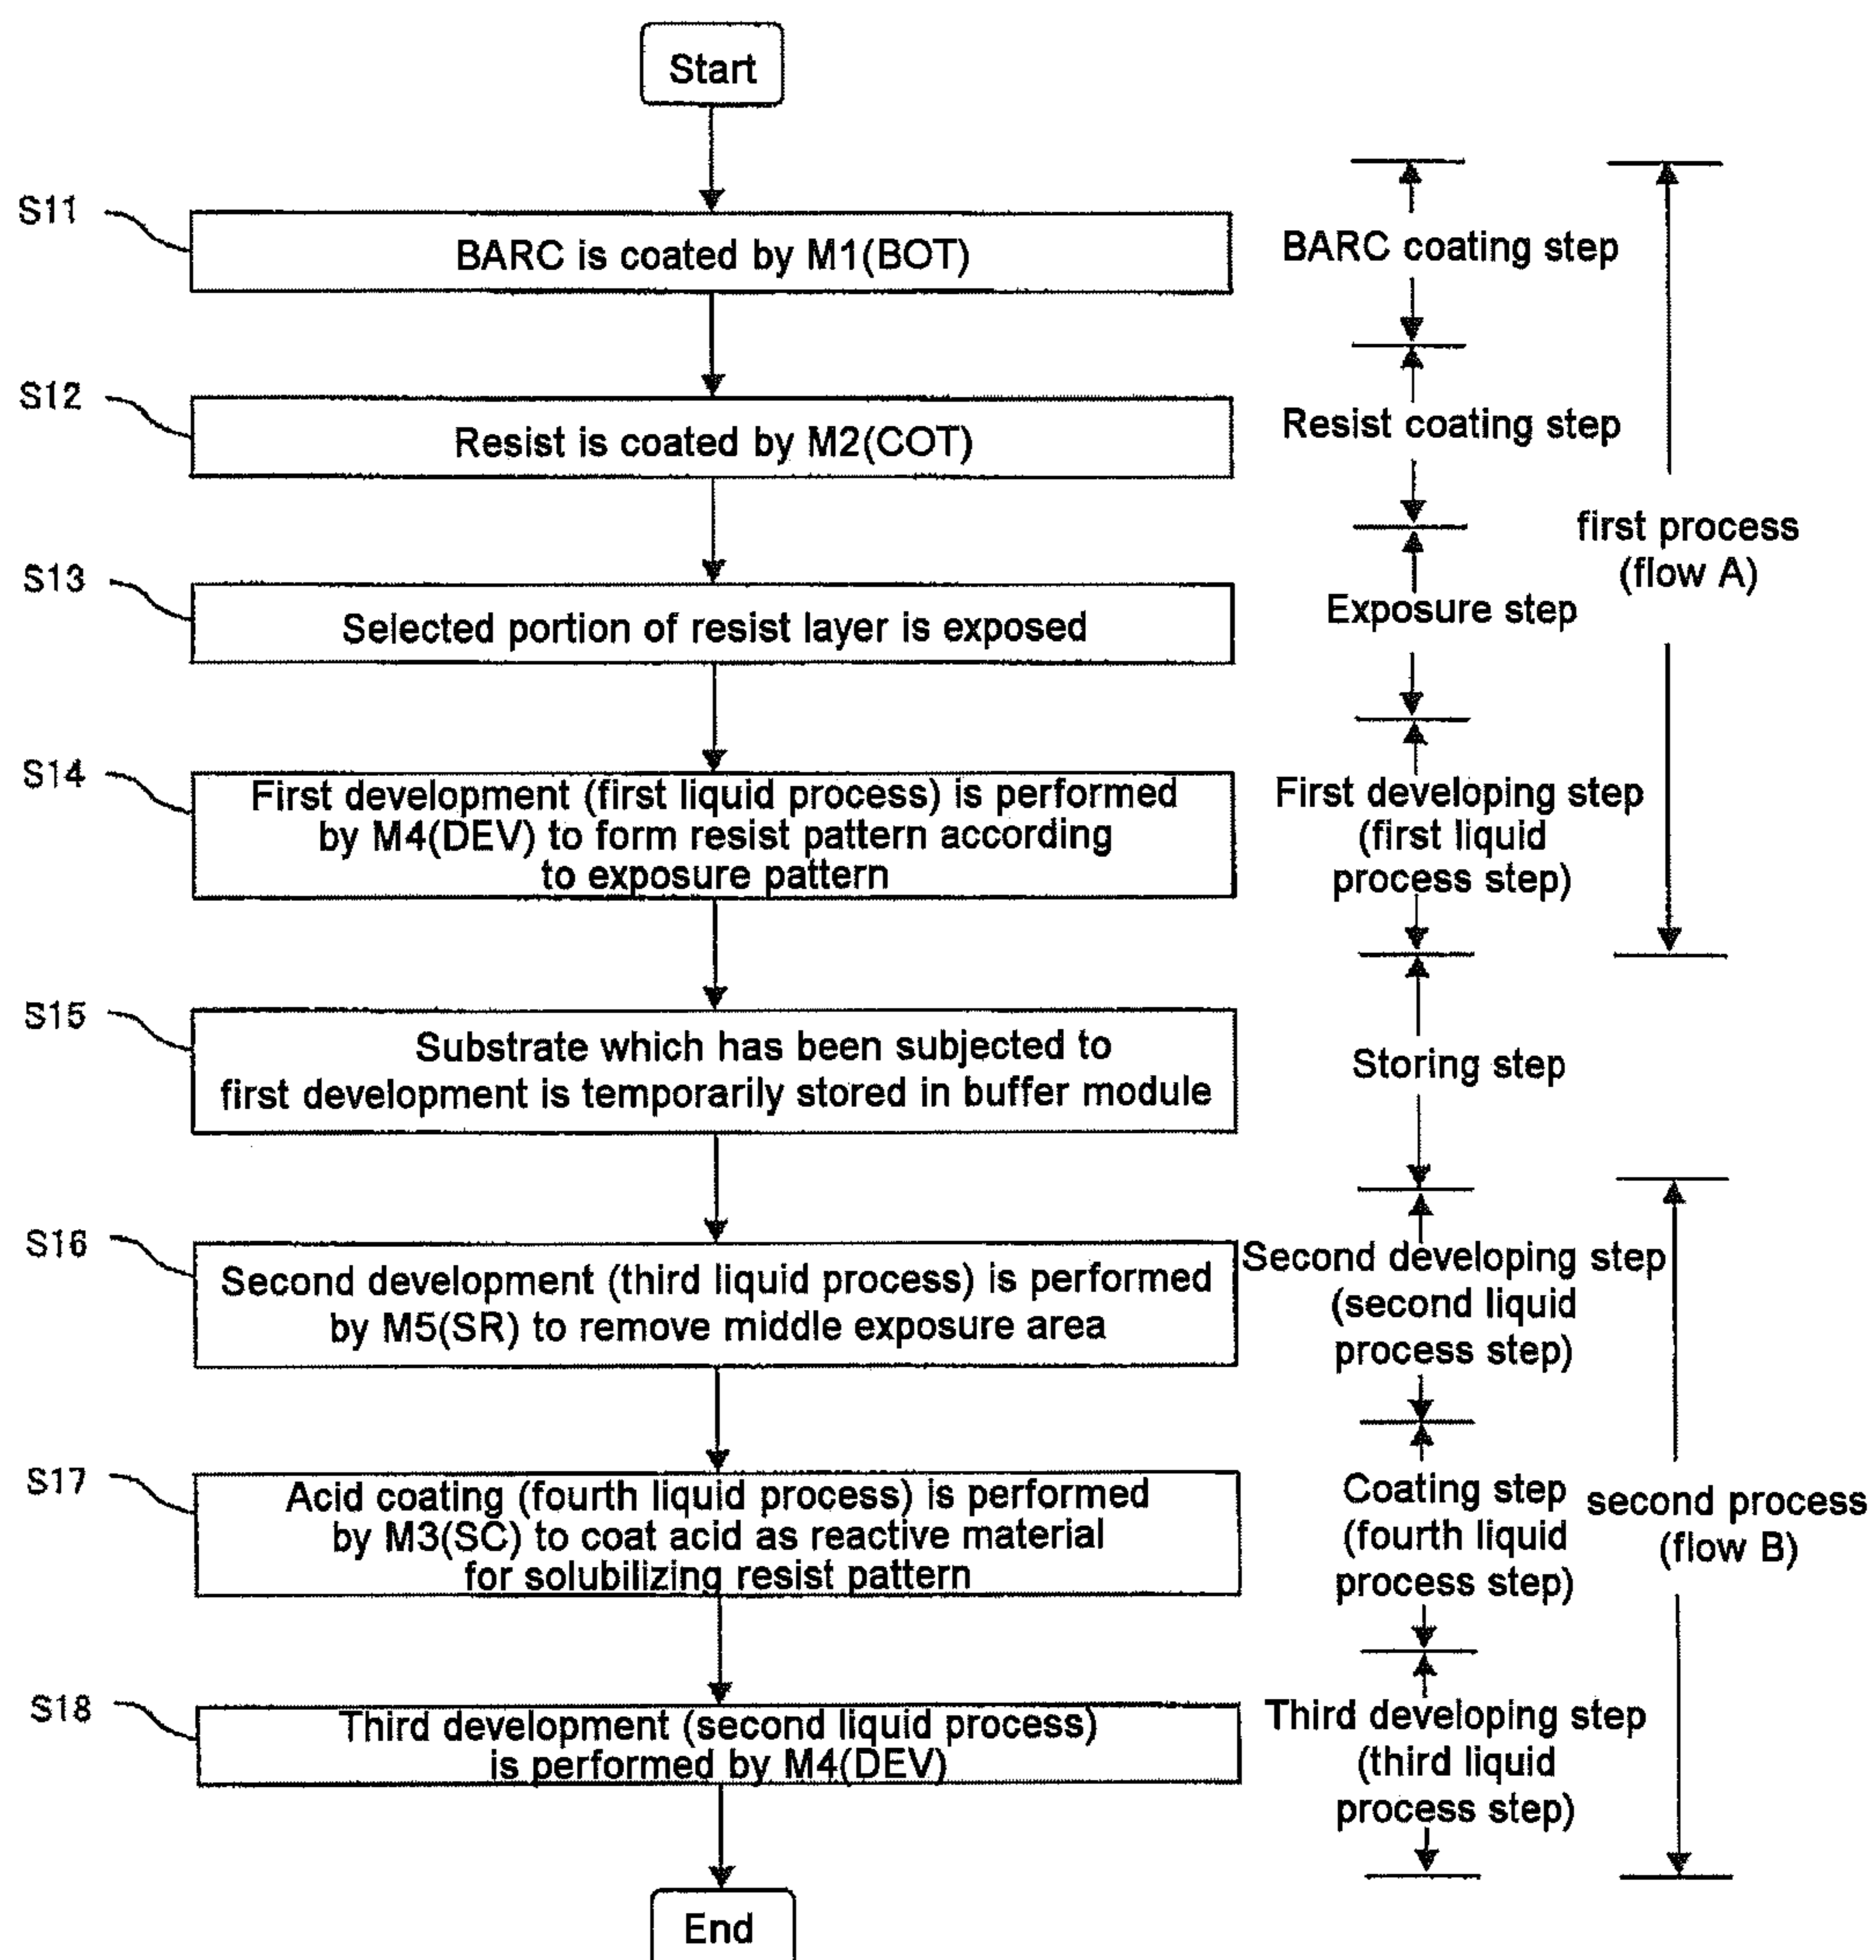 Start
S11
BARC is coated by M1(BOT)
BARC coating step
S12
Resist is coated by M2(COT)
Resist coating step
first process
(flow A)
S13
Selected portion of resist layer is exposed
Exposure step
S14
First development (first liquid process) is performed
by M4(DEV) to form resist pattern according
to exposure pattern
First developing step
(first liquid
process step)
S15
Substrate which has been subjected to
first development is temporarily stored in buffer module
Storing step
S16
Second development (third liquid process) is performed
by M5(SR) to remove middle exposure area
Second developing step
(second liquid
process step)
S17
Acid coating (fourth liquid process) is performed
by M3(SC) to coat acid as reactive material
for solubilizing resist pattern
Coating step
(fourth liquid
process step)
second process
(flow B)
S18
Third development (second liquid process)
is performed by M4(DEV)
Third developing step
(third liquid
process step)
End